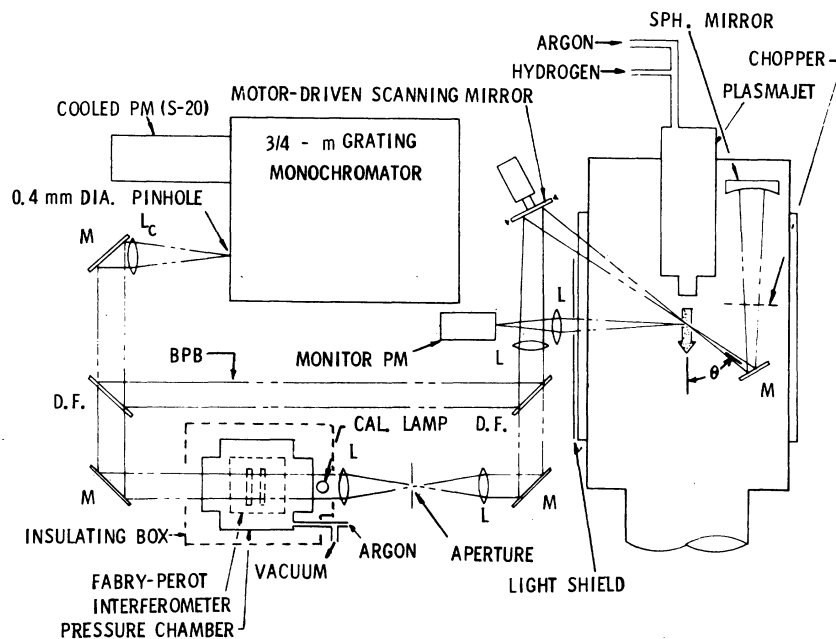 SPH. MIRROR
ARGON
CHOPPER
HYDROGEN
PLASMAJET
MOTOR-DRIVEN SCANNING MIRROR
COOLED PM (S-20)
3/4 - m GRATING
MONOCHROMATOR
0.4 mm DIA. PINHOLE
M
L_C
L
MONITOR PM
L
BPB
θ
M
D.F.
CAL. LAMP
D.F.
L
M
L
M
INSULATING BOX
ARGON
APERTURE
VACUUM
LIGHT SHIELD
FABRY-PEROT
INTERFEROMETER
PRESSURE CHAMBER